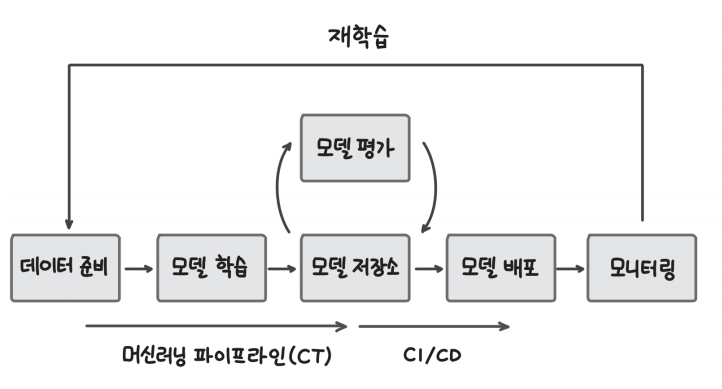 재학습
모델 평가
데이터 준비
모델 학습
모델 저장소
모델 배포
모니터링
머신러닝 파이프라인(CT)
CI/CD